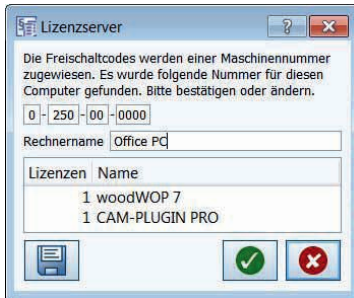 Lizenzserver
Die Freischaltcodes werden einer Maschinennummer
zugewiesen. Es wurde folgende Nummer für diesen
Computer gefunden. Bitte bestätigen oder ändern.
0 - 250 - 00 - 0000
Rechnername Office PC
Lizenzen Name
1 woodWOP 7
1 CAM-PLUGIN PRO